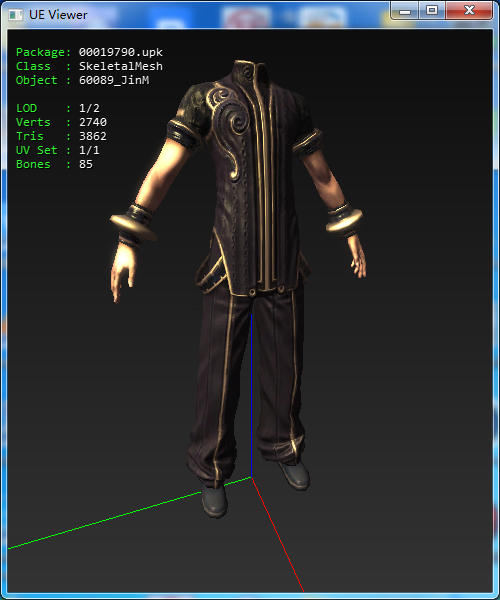 UE Viewer
Package: 00019790.upk
Class : SkeletalMesh
Object : 60089_JinM
LOD : 1/2
Verts : 2740
Tris : 3862
UV Set : 1/1
Bones : 85